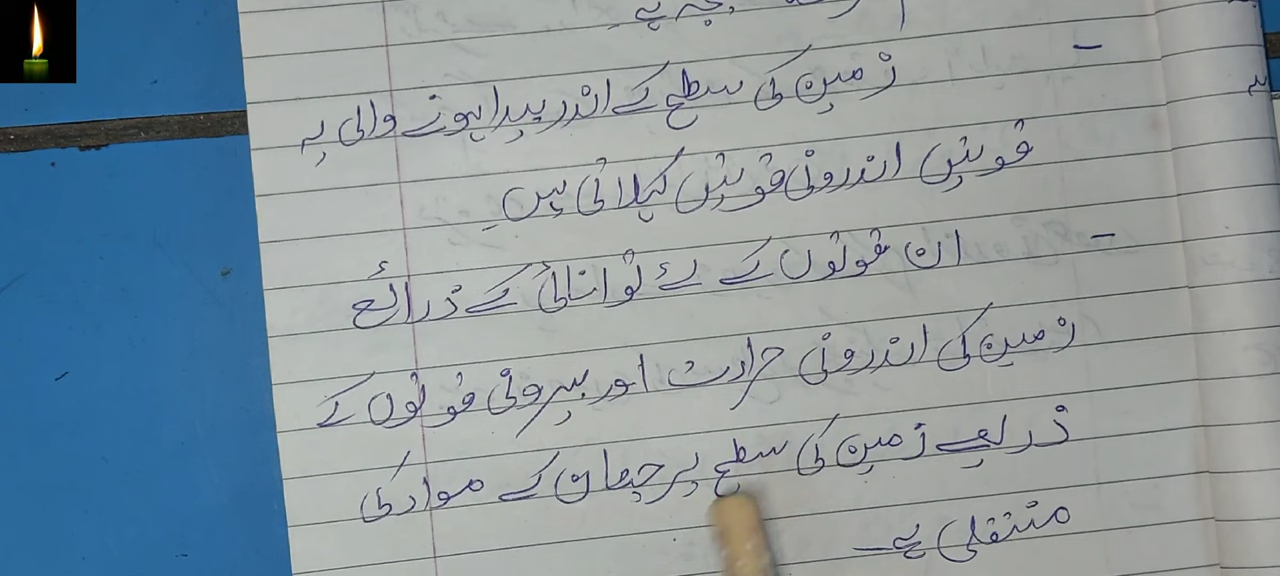 زمین کی سطح کے اندر پیدا ہونے والی یہ
قوتیں اندرونی قوتیں کہلاتی ہیں
ان قوتوں کے لئے توانائی کے ذرائع
زمین کی اندرونی حرارت اور بیرونی قوتوں کے
ذریعے زمین کی سطح پر چٹان کے مواد کی
منتقلی ہے۔